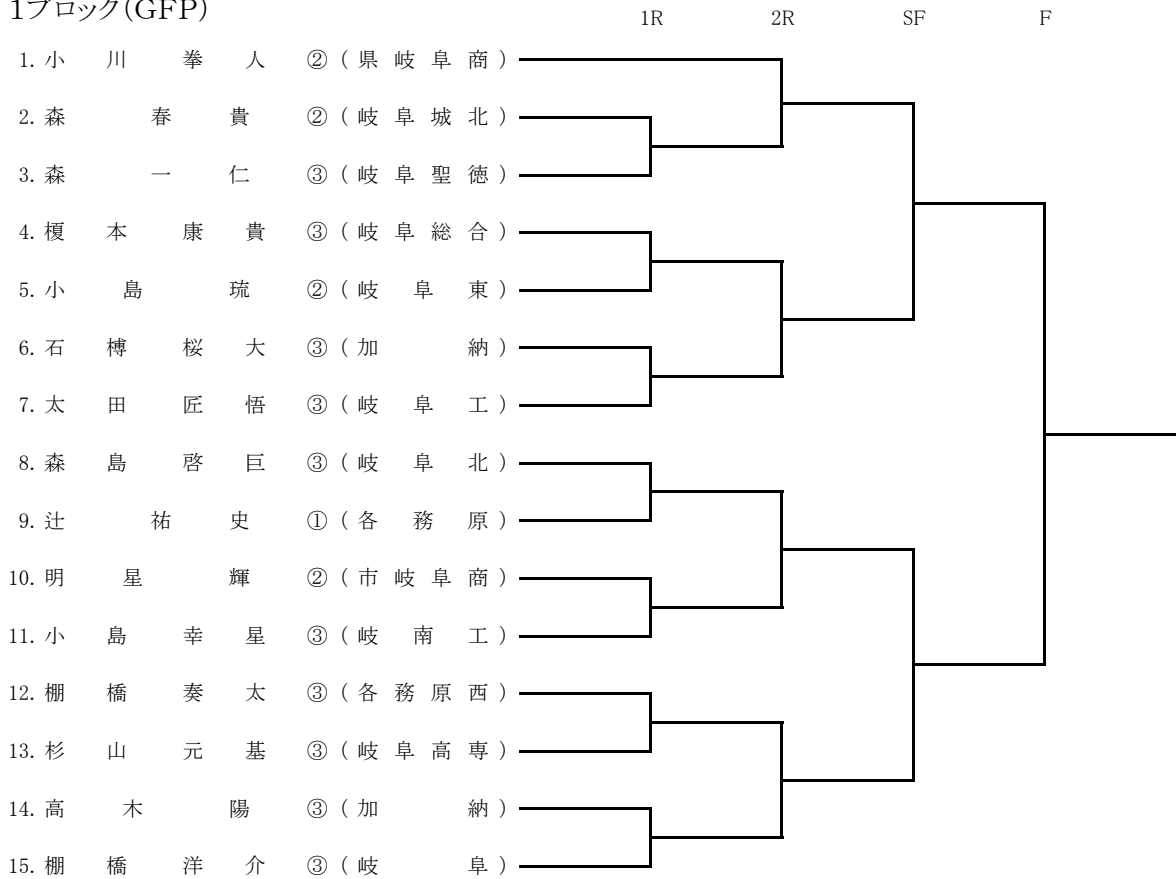 1ブロック(GFP)
1R 2R SF F
1. 小川 拳人 ② (県岐阜商)
2. 森 春貴 ② (岐阜城北)
3. 森 一仁 ③ (岐阜聖徳)
4. 榎本 康貴 ③ (岐阜総合)
5. 小島 琉 ② (岐阜東)
6. 石榑 桜大 ③ (加納)
7. 太田 匠悟 ③ (岐阜工)
8. 森島 啓巨 ③ (岐阜北)
9. 辻 祐史 ① (各務原)
10. 明星 輝 ② (市岐阜商)
11. 小島 幸星 ③ (岐南工)
12. 棚橋 奏太 ③ (各務原西)
13. 杉山 元基 ③ (岐阜高専)
14. 高木 陽 ③ (加納)
15. 棚橋 洋介 ③ (岐阜)